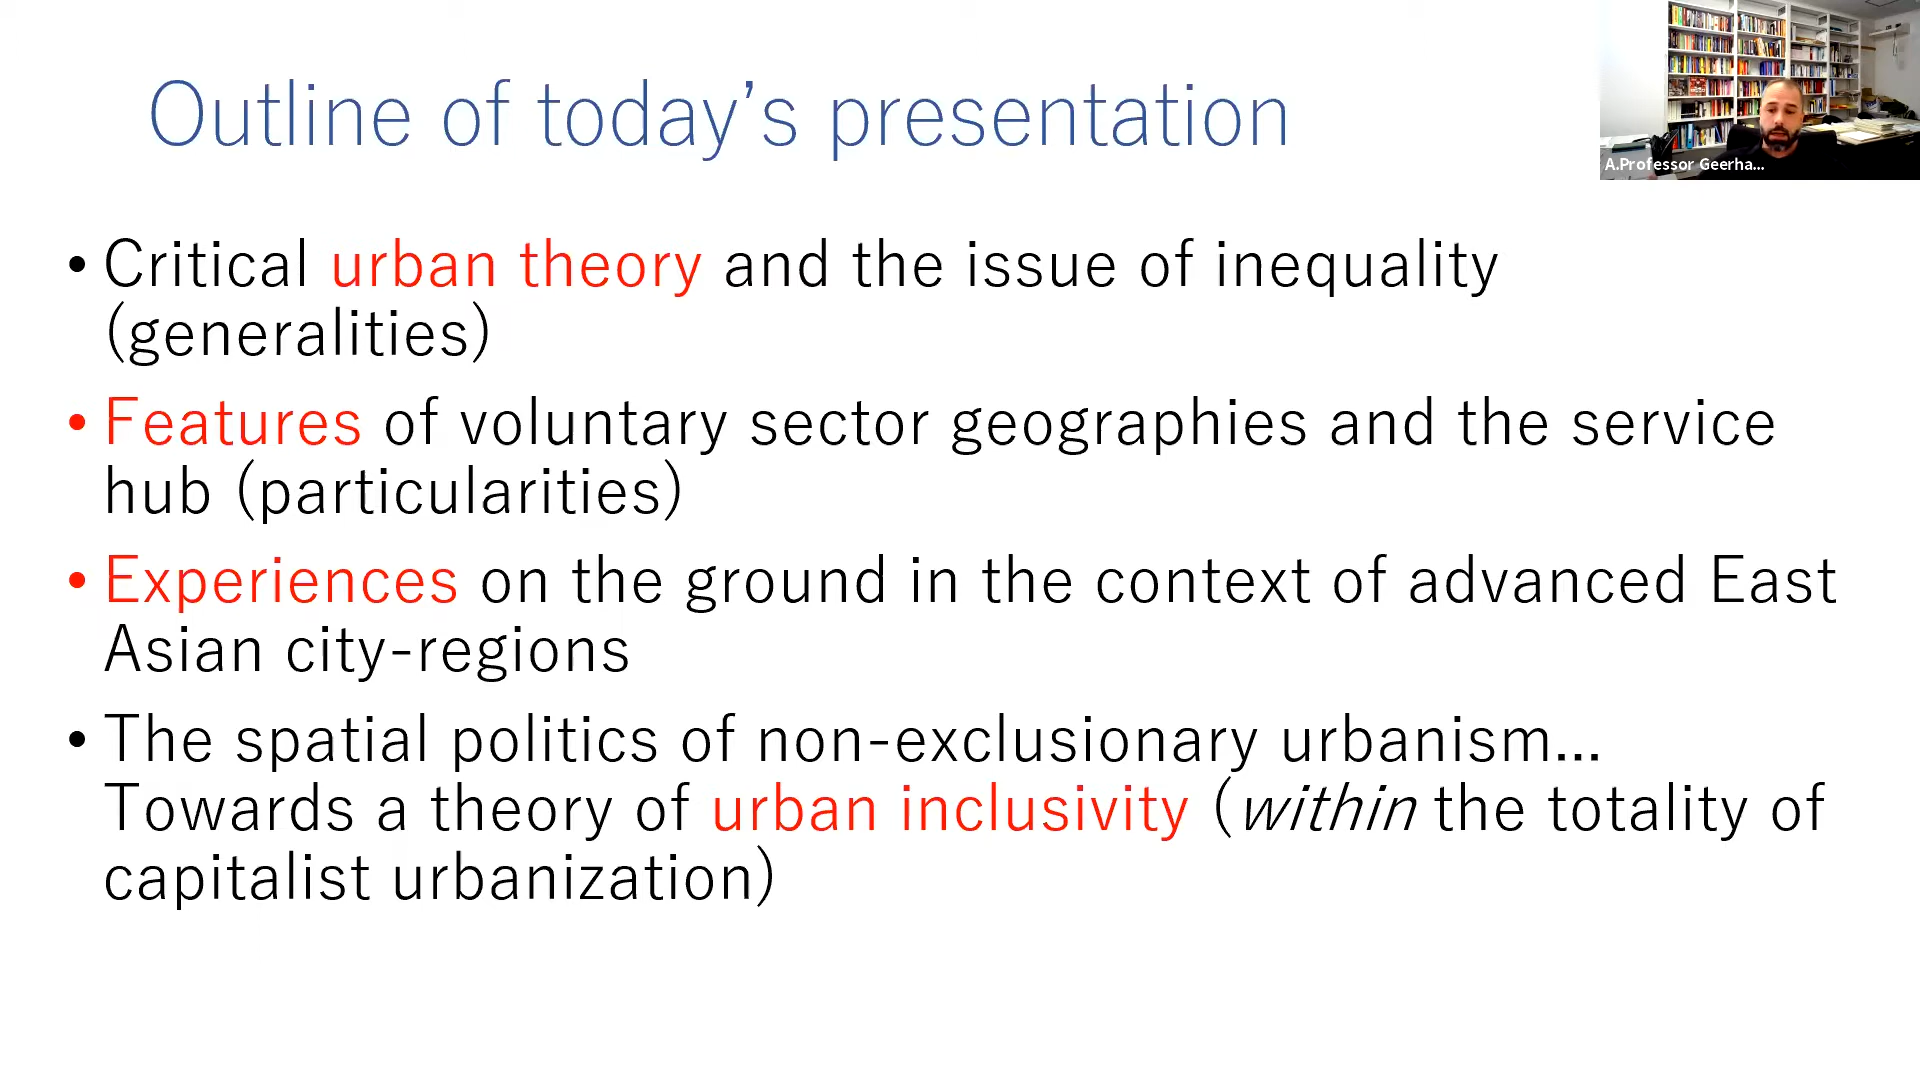 Outline of today’s presentation
A.Professor Geerha...
• Critical urban theory and the issue of inequality
(generalities)
• Features of voluntary sector geographies and the service
hub (particularities)
• Experiences on the ground in the context of advanced East
Asian city-regions
• The spatial politics of non-exclusionary urbanism…
Towards a theory of urban inclusivity (within the totality of
capitalist urbanization)